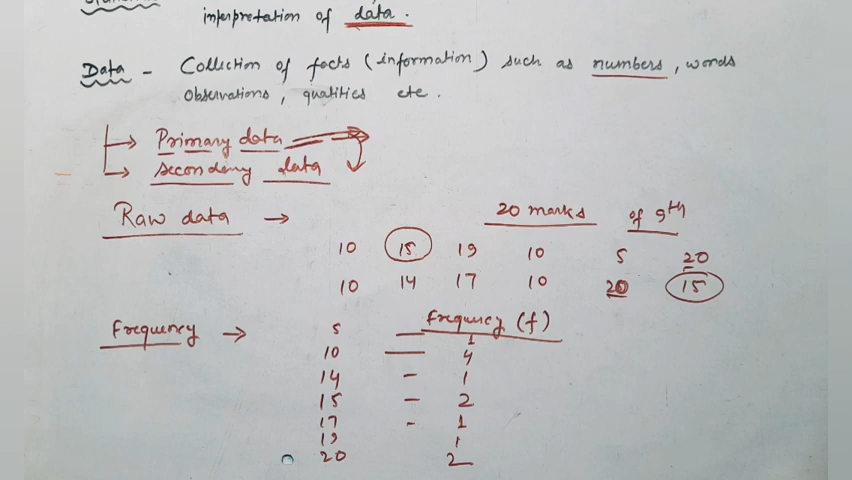 interpretation of data.
Data - Collection of facts (information) such as numbers, words
observations, qualities etc.
→ Primary data
→ Secondary data
Raw data → 20 marks of 9th
10 15 19 10 5 20
10 14 17 10 20 15
Frequency → frequency (f)
5 — 1
10 — 4
14 - 1
15 - 2
17 - 1
19 1
20 2